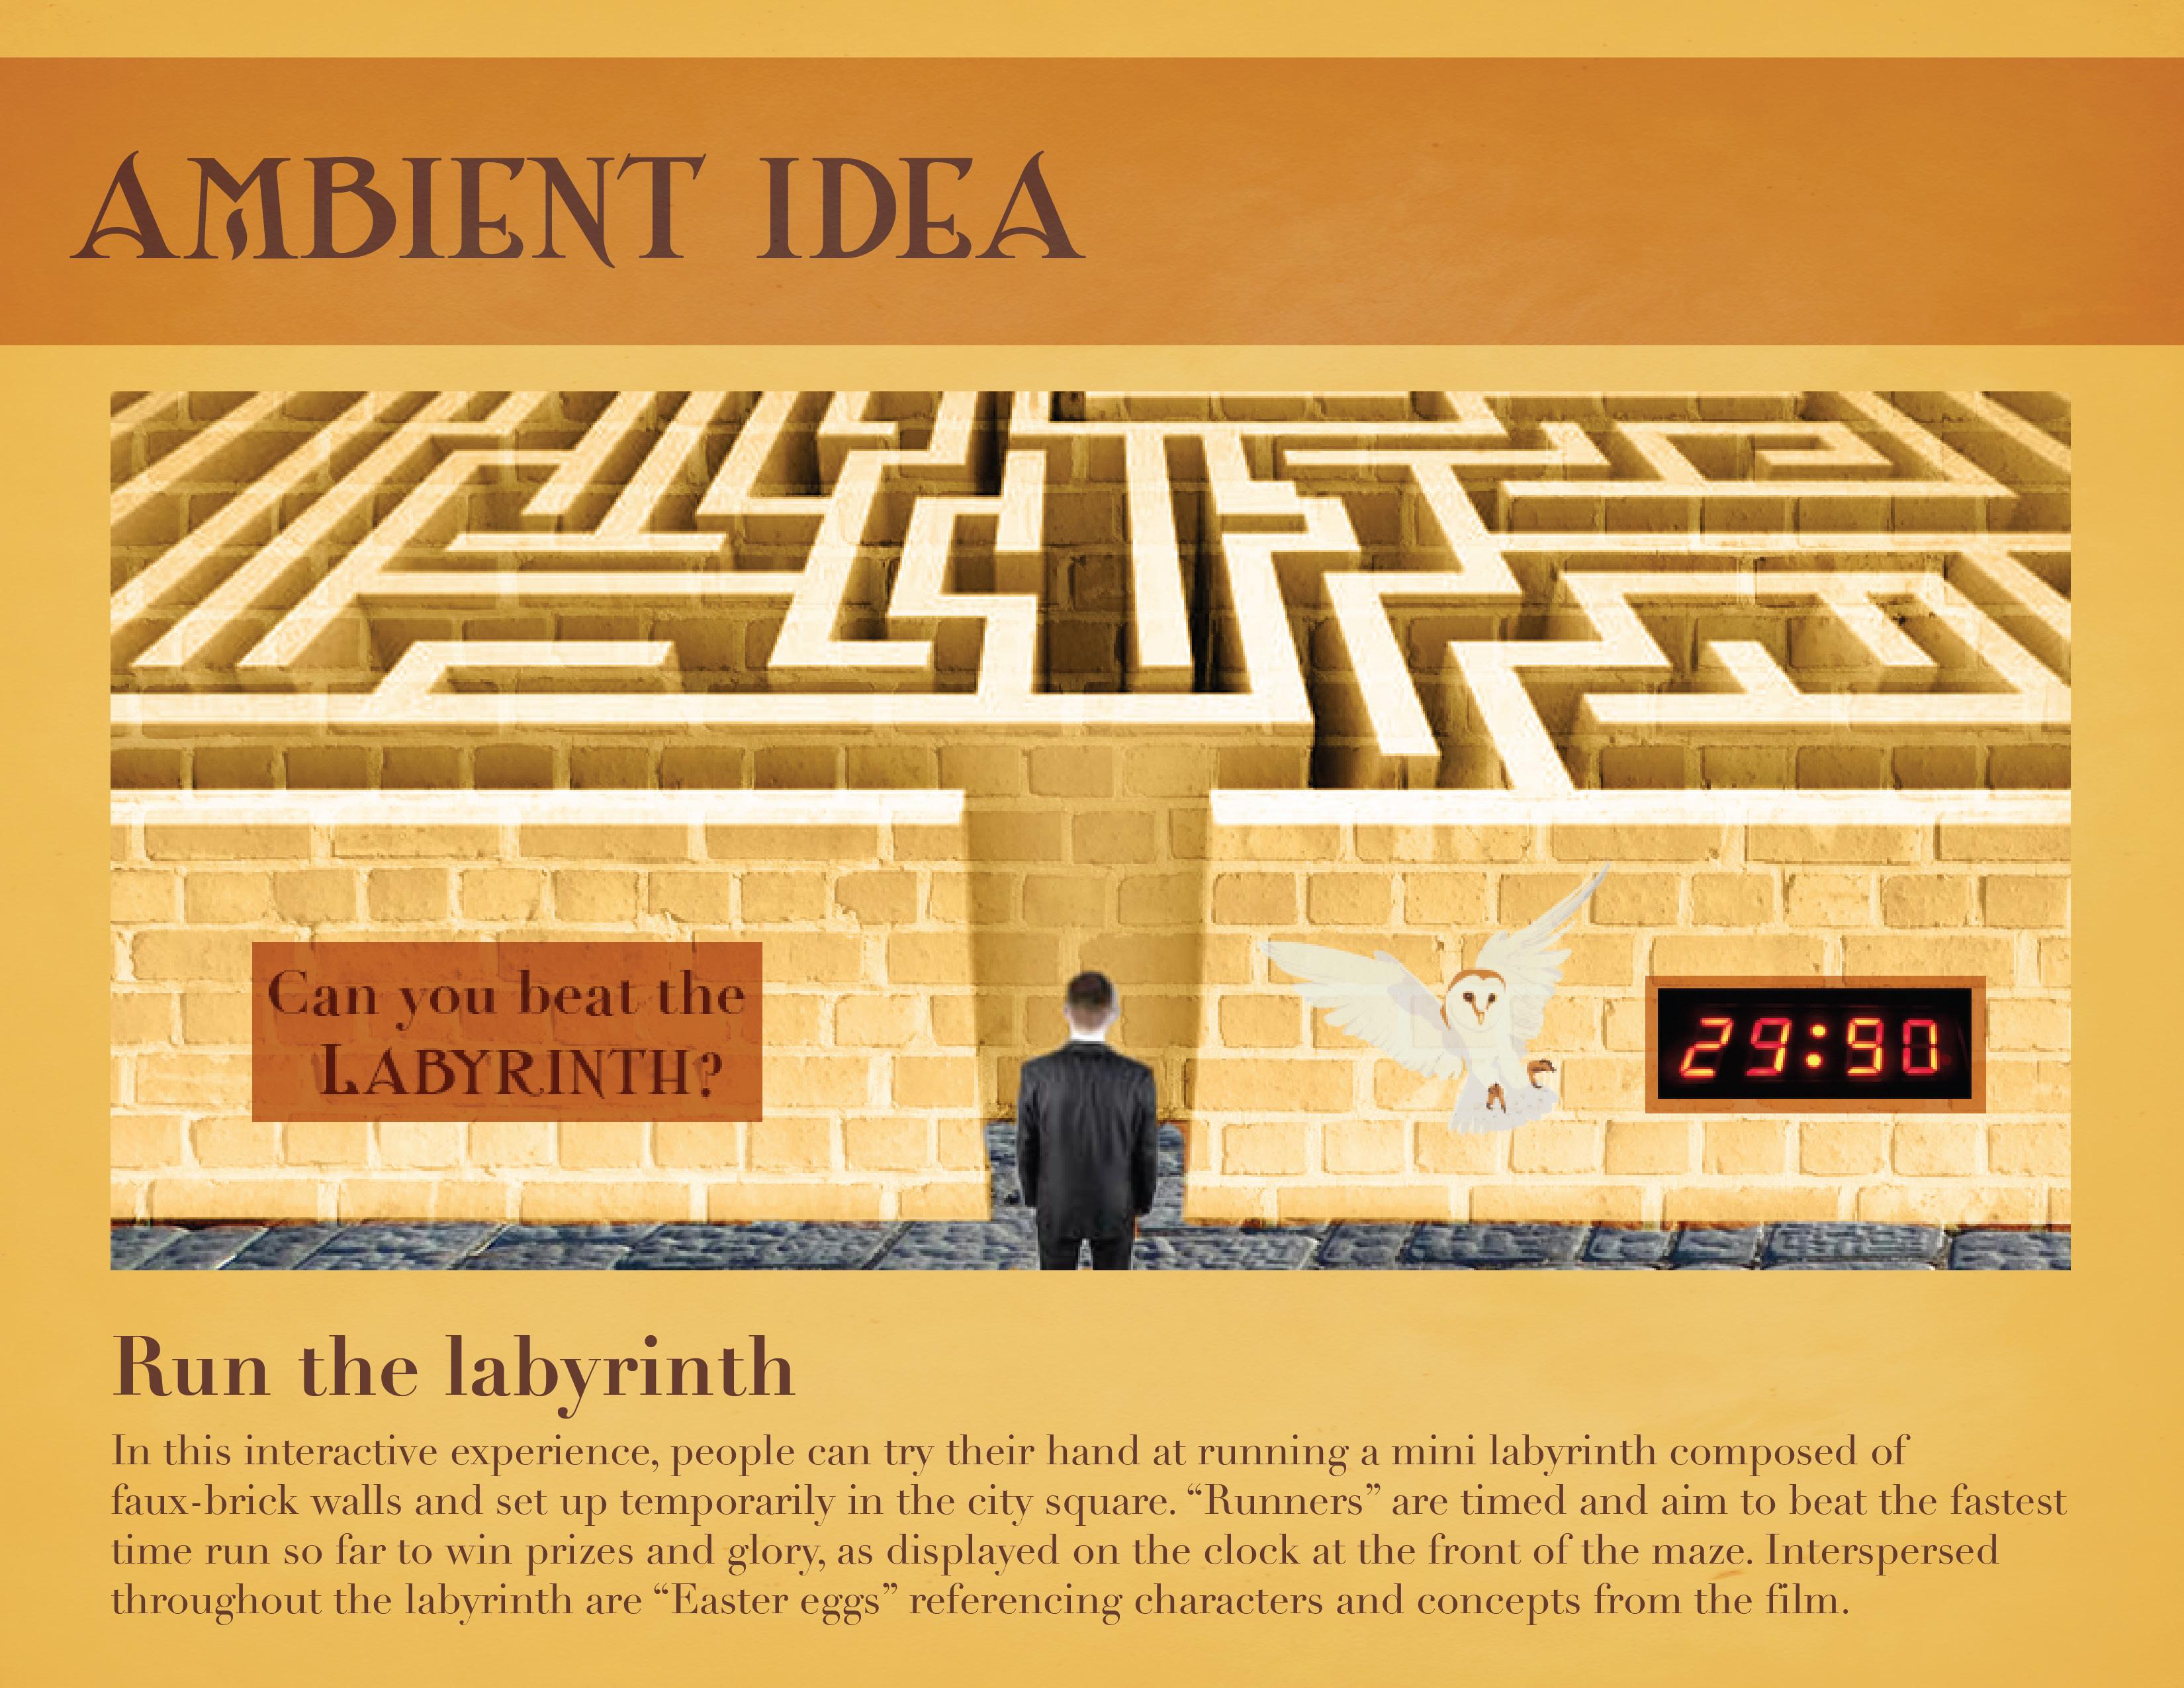 AMBIENT IDEA
Can you beat the
LABYRINTH?
29:90
Run the labyrinth
In this interactive experience, people can try their hand at running a mini labyrinth composed of
faux-brick walls and set up temporarily in the city square. “Runners” are timed and aim to beat the fastest
time run so far to win prizes and glory, as displayed on the clock at the front of the maze. Interspersed
throughout the labyrinth are “Easter eggs” referencing characters and concepts from the film.